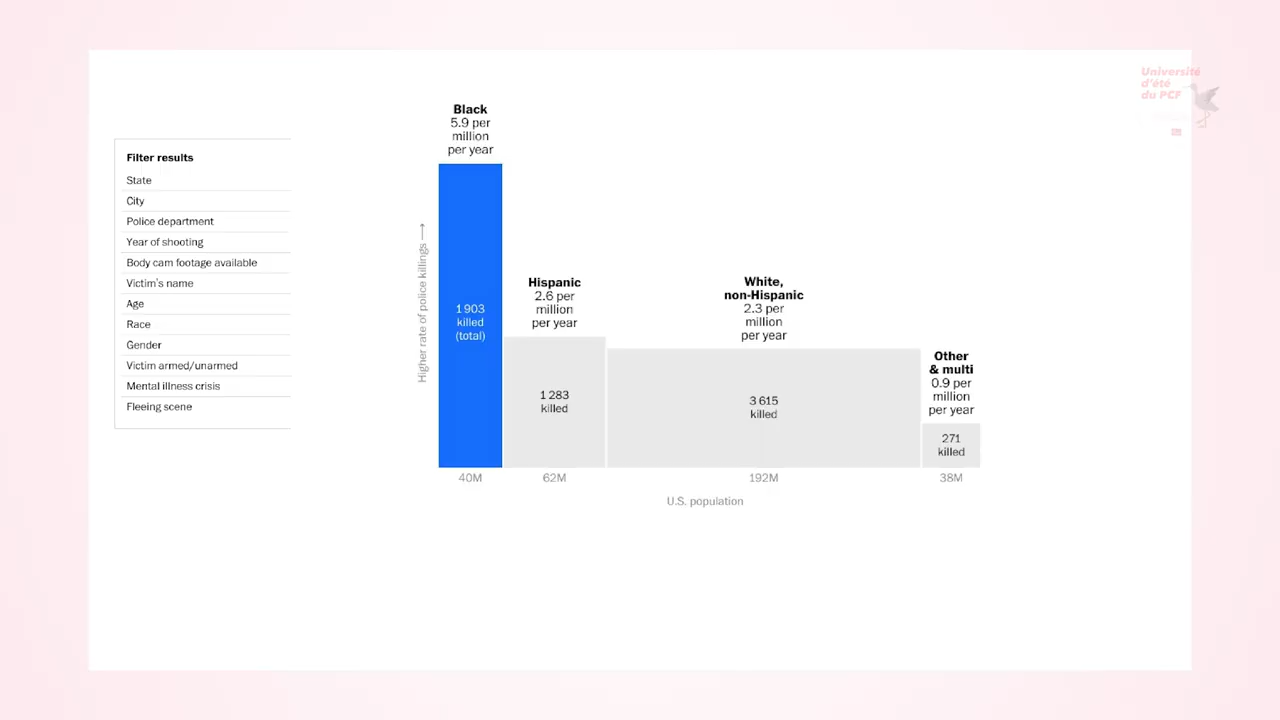 Université
d'été
du PCF
Filter results
State
City
Police department
Year of shooting
Body cam footage available
Victim's name
Age
Race
Gender
Victim armed/unarmed
Mental illness crisis
Fleeing scene
Higher rate of police killings →
Black
5.9 per
million
per year
1 903
killed
(total)
40M
Hispanic
2.6 per
million
per year
1 283
killed
62M
White,
non-Hispanic
2.3 per
million
per year
3 615
killed
192M
Other
& multi
0.9 per
million
per year
271
killed
38M
U.S. population